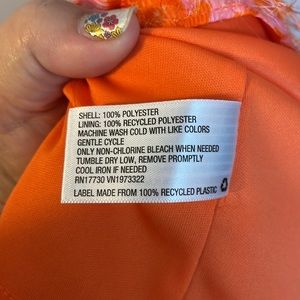 SHELL: 100% POLYESTER
LINING: 100% RECYCLED POLYESTER
MACHINE WASH COLD WITH LIKE COLORS
GENTLE CYCLE
ONLY NON-CHLORINE BLEACH WHEN NEEDED
TUMBLE DRY LOW, REMOVE PROMPTLY
COOL IRON IF NEEDED
RN17730 VN1973322
LABEL MADE FROM 100% RECYCLED PLASTIC